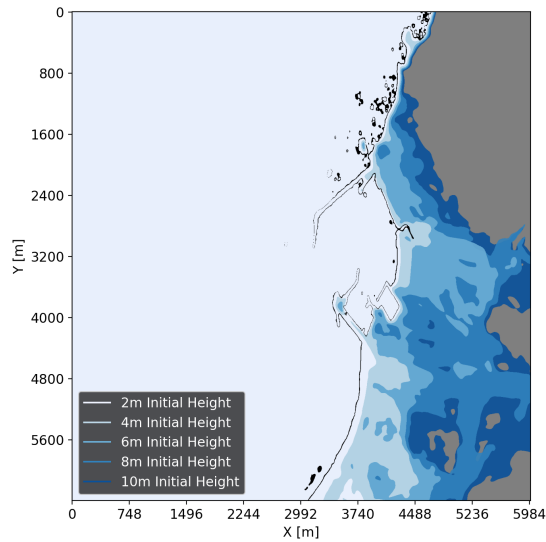 0
800
1600
2400
3200
4000
4800
5600
Y [m]
2m Initial Height
4m Initial Height
6m Initial Height
8m Initial Height
10m Initial Height
0 748 1496 2244 2992 3740 4488 5236 5984
X [m]